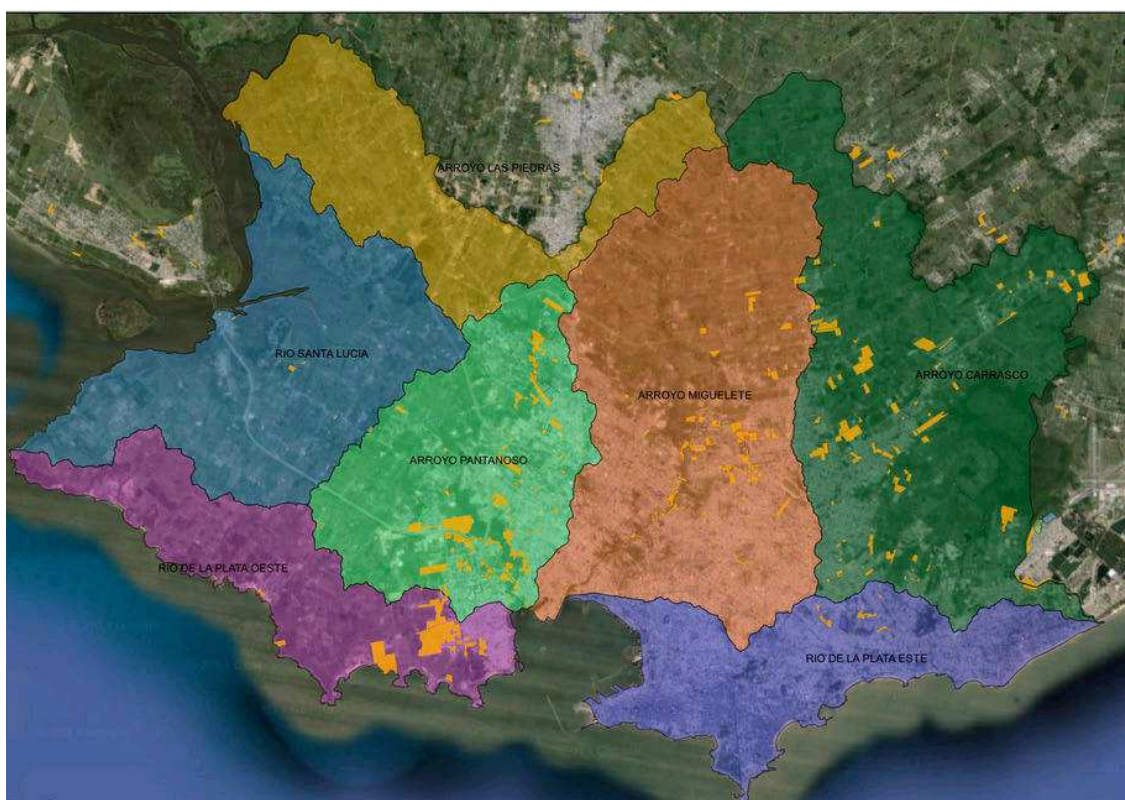 ARROYO LAS PIEDRAS
RIO SANTA LUCIA
ARROYO CARRASCO
ARROYO MIGUELETE
ARROYO PANTANOSO
RIO DE LA PLATA OESTE
RIO DE LA PLATA ESTE